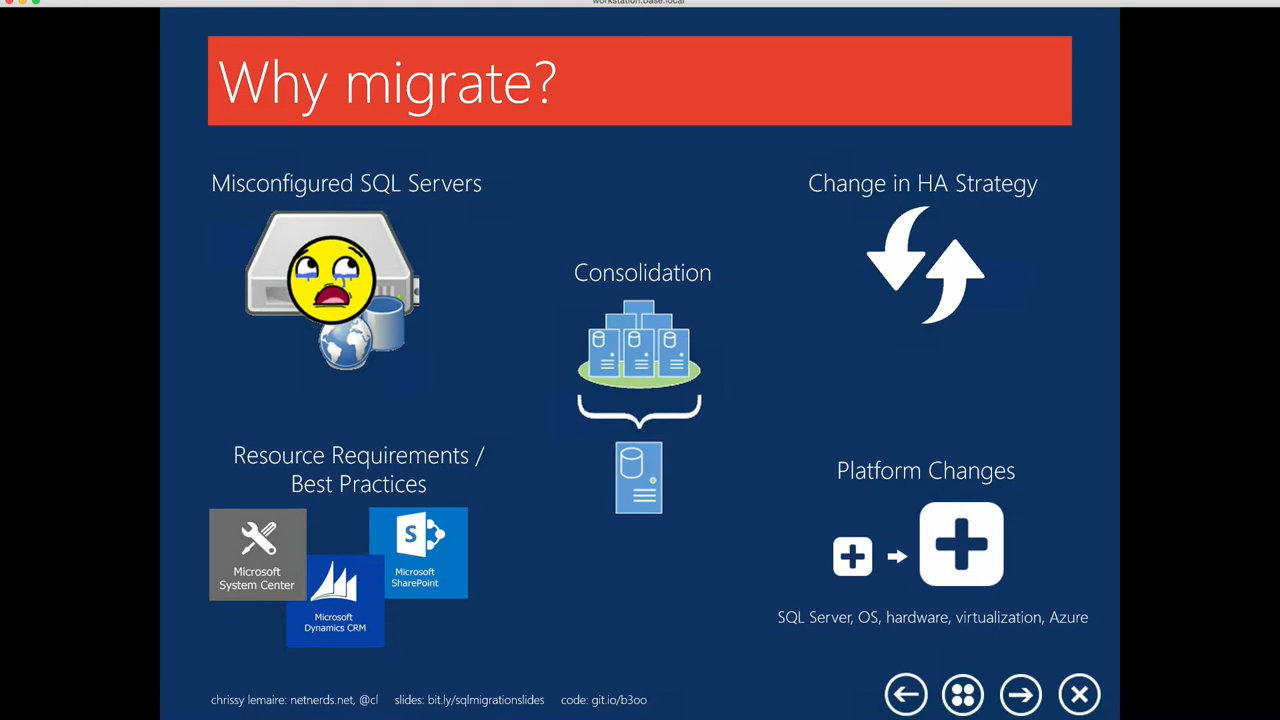 workstation.base.local
Why migrate?
Misconfigured SQL Servers
Change in HA Strategy
Consolidation
Resource Requirements /
Best Practices
Platform Changes
Microsoft
System Center
Microsoft
SharePoint
Microsoft
Dynamics CRM
SQL Server, OS, hardware, virtualization, Azure
chrissy lemaire: netnerds.net, @cl slides: bit.ly/sqlmigrationslides code: git.io/b3oo